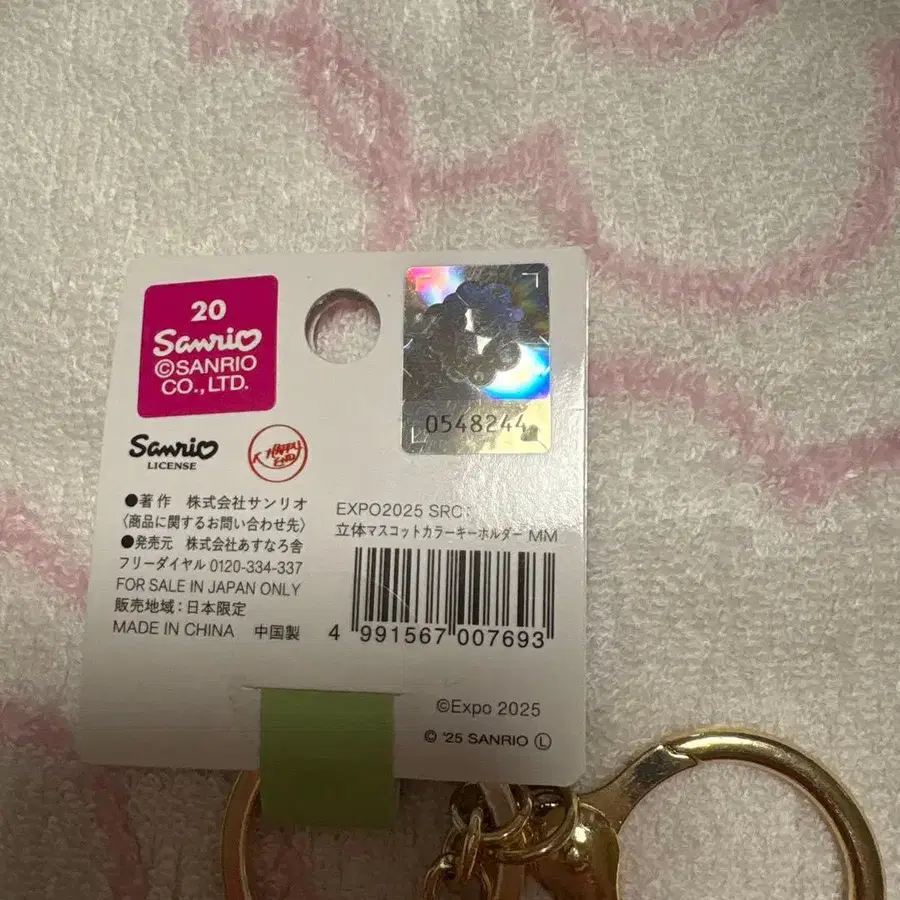 20
Sanrio
©SANRIO
CO., LTD.
0548244
Sanrio
LICENSE
A HAPPY
END
●著作　株式会社サンリオ
〈商品に関するお問い合わせ先〉
●発売元　株式会社あすなろ舎
フリーダイヤル 0120-334-337
FOR SALE IN JAPAN ONLY
販売地域：日本限定
MADE IN CHINA　中国製
EXPO2025 SRC:
立体マスコットカラーキーホルダー MM
4 991567 007693
©Expo 2025
© '25 SANRIO Ⓛ